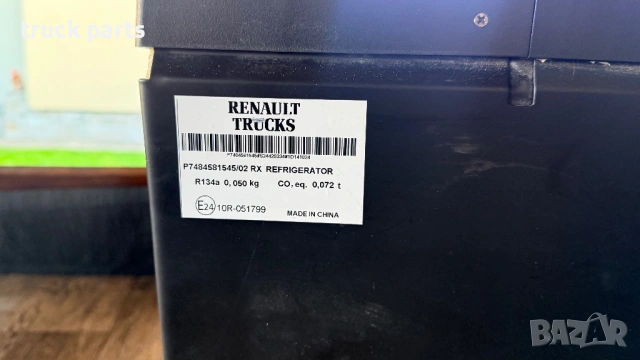 truck parts
RENAULT
TRUCKS
P7484581545/02 RX REFRIGERATOR
R134a 0,050 kg CO₂ eq. 0,072 t
E24 10R-051799
MADE IN CHINA
BAZAR
.bg